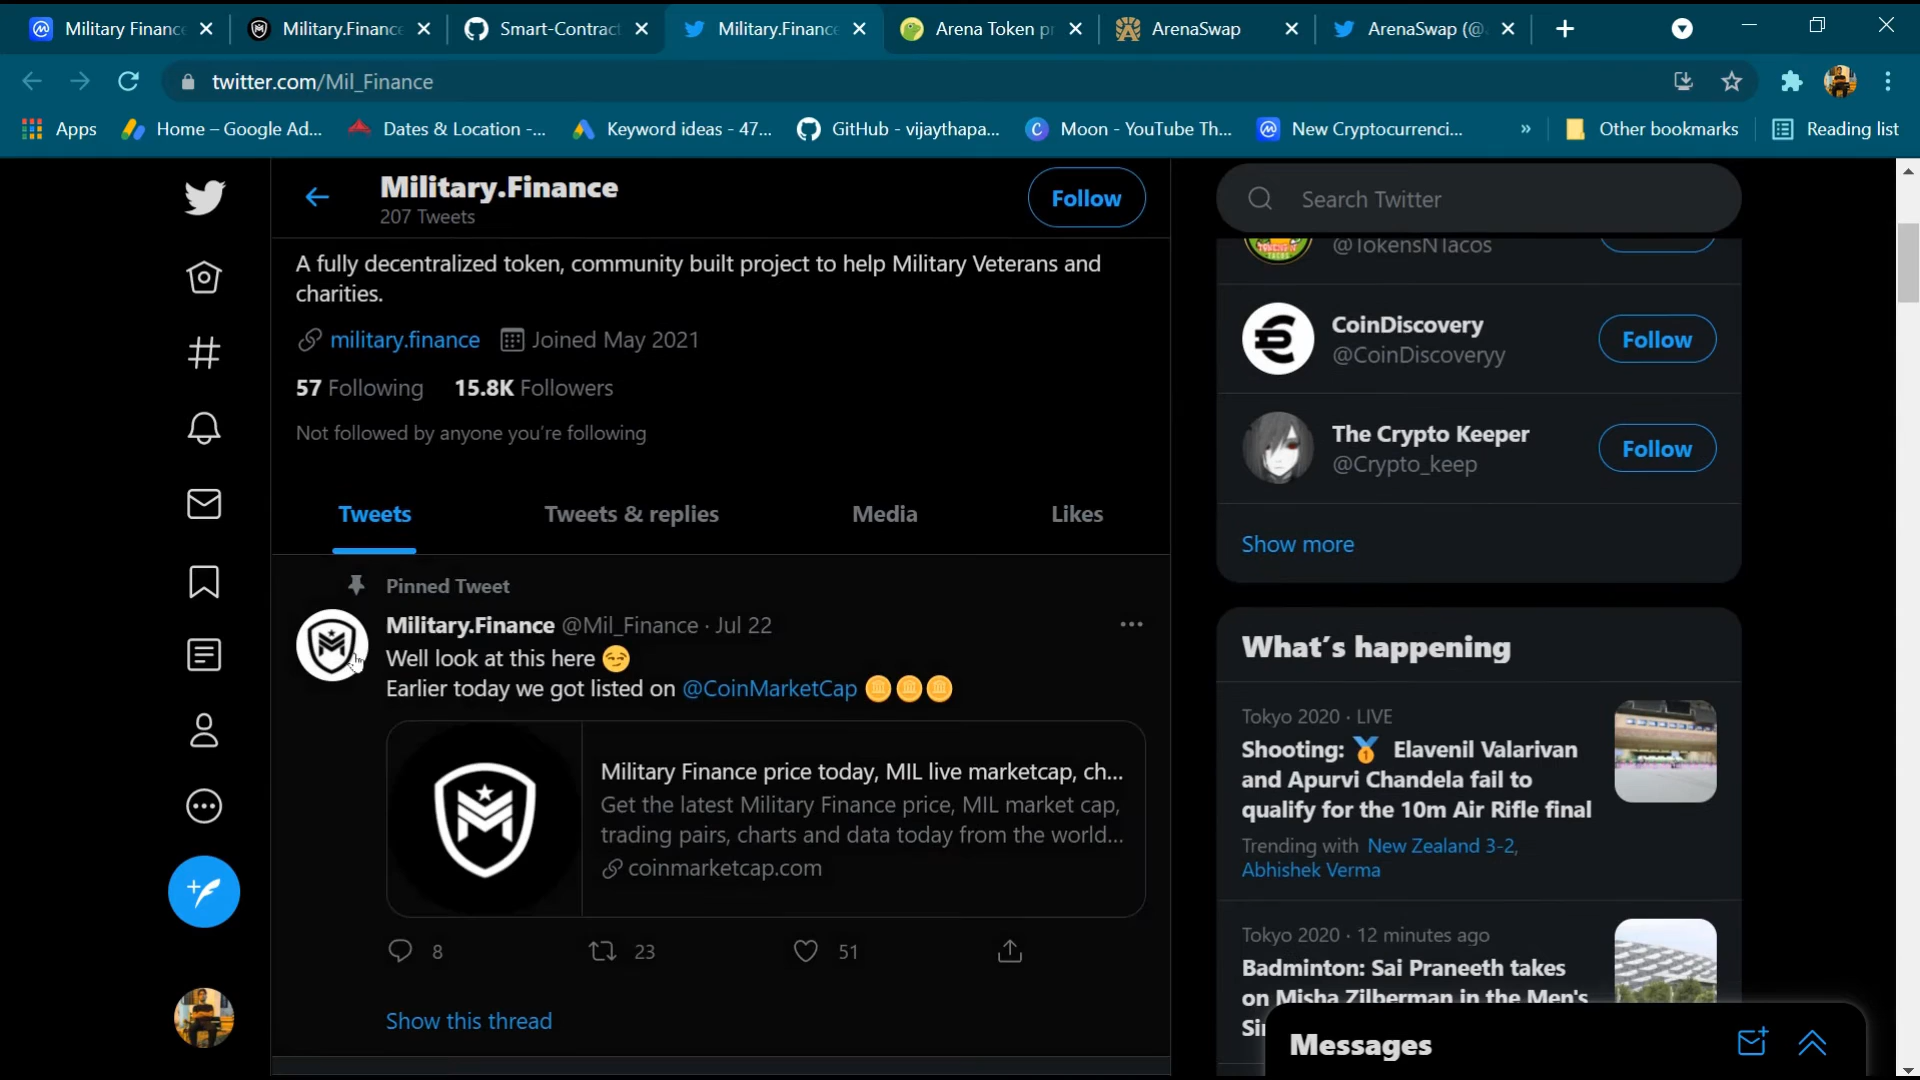 Military Finance
Military.Finance
Smart-Contract
Military.Finance
Arena Token pr
ArenaSwap
ArenaSwap (@
twitter.com/Mil_Finance
Apps
Home – Google Ad...
Dates & Location -...
Keyword ideas - 47...
GitHub - vijaythapa...
Moon - YouTube Th...
New Cryptocurrenci...
»
Other bookmarks
Reading list
Military.Finance
207 Tweets
Follow
A fully decentralized token, community built project to help Military Veterans and
charities.
military.finance Joined May 2021
57 Following 15.8K Followers
Not followed by anyone you're following
Tweets
Tweets & replies
Media
Likes
Pinned Tweet
Military.Finance @Mil_Finance · Jul 22
Well look at this here 😏
Earlier today we got listed on @CoinMarketCap
Military Finance price today, MIL live marketcap, ch...
Get the latest Military Finance price, MIL market cap,
trading pairs, charts and data today from the world...
coinmarketcap.com
8
23
51
Show this thread
Search Twitter
@TokensNTacos
CoinDiscovery
@CoinDiscoveryy
Follow
The Crypto Keeper
@Crypto_keep
Follow
Show more
What's happening
Tokyo 2020 · LIVE
Shooting: 🥇 Elavenil Valarivan
and Apurvi Chandela fail to
qualify for the 10m Air Rifle final
Trending with New Zealand 3-2,
Abhishek Verma
Tokyo 2020 · 12 minutes ago
Badminton: Sai Praneeth takes
on Misha Zilberman in the Men's
Messages